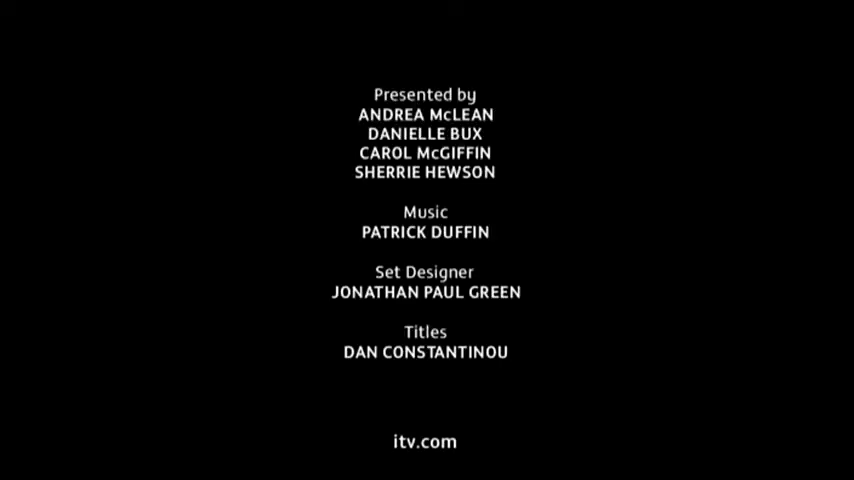 Presented by
ANDREA McLEAN
DANIELLE BUX
CAROL McGIFFIN
SHERRIE HEWSON
Music
PATRICK DUFFIN
Set Designer
JONATHAN PAUL GREEN
Titles
DAN CONSTANTINOU
itv.com